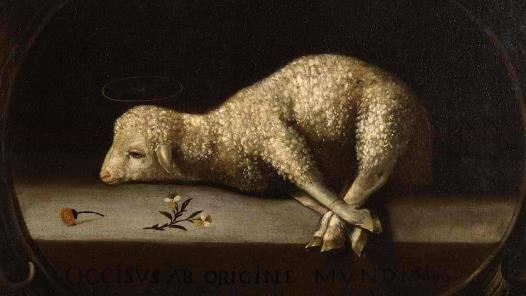 OCCISVS AB ORIGINE MVNDI